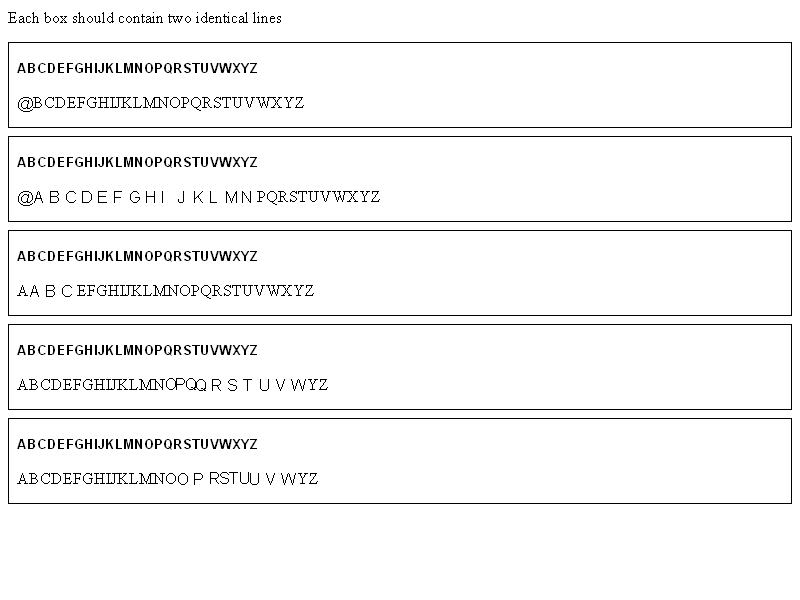 Each box should contain two identical lines
ABCDEFGHIJKLMNOPQRSTUVWXYZ
@BCDEFGHIJKLMNOPQRSTUVWXYZ
ABCDEFGHIJKLMNOPQRSTUVWXYZ
@A B C D E F G H I J K L M N PQRSTUVWXYZ
ABCDEFGHIJKLMNOPQRSTUVWXYZ
AA B C EFGHIJKLMNOPQRSTUVWXYZ
ABCDEFGHIJKLMNOPQRSTUVWXYZ
ABCDEFGHIJKLMNOPQQ R S T U V WYZ
ABCDEFGHIJKLMNOPQRSTUVWXYZ
ABCDEFGHIJKLMNOO P RSTUU V WYZ